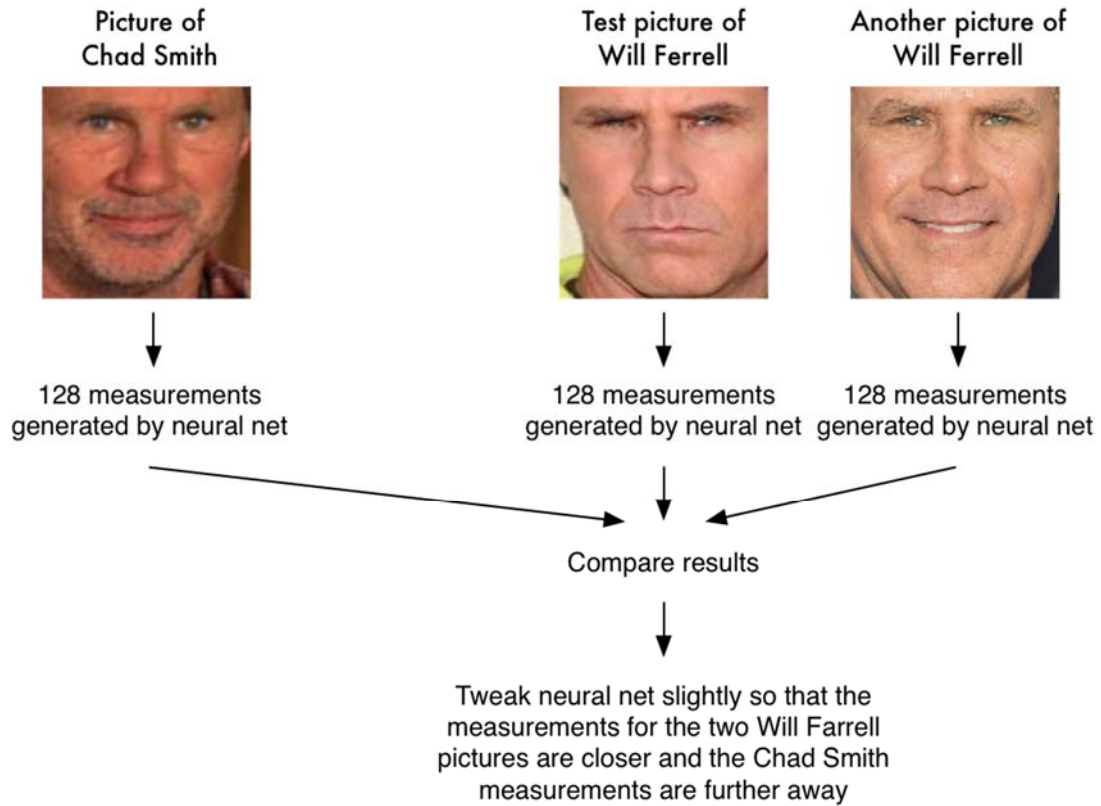 Picture of
Chad Smith
Test picture of
Will Ferrell
Another picture of
Will Ferrell
128 measurements
generated by neural net
128 measurements
generated by neural net
128 measurements
generated by neural net
Compare results
Tweak neural net slightly so that the
measurements for the two Will Farrell
pictures are closer and the Chad Smith
measurements are further away